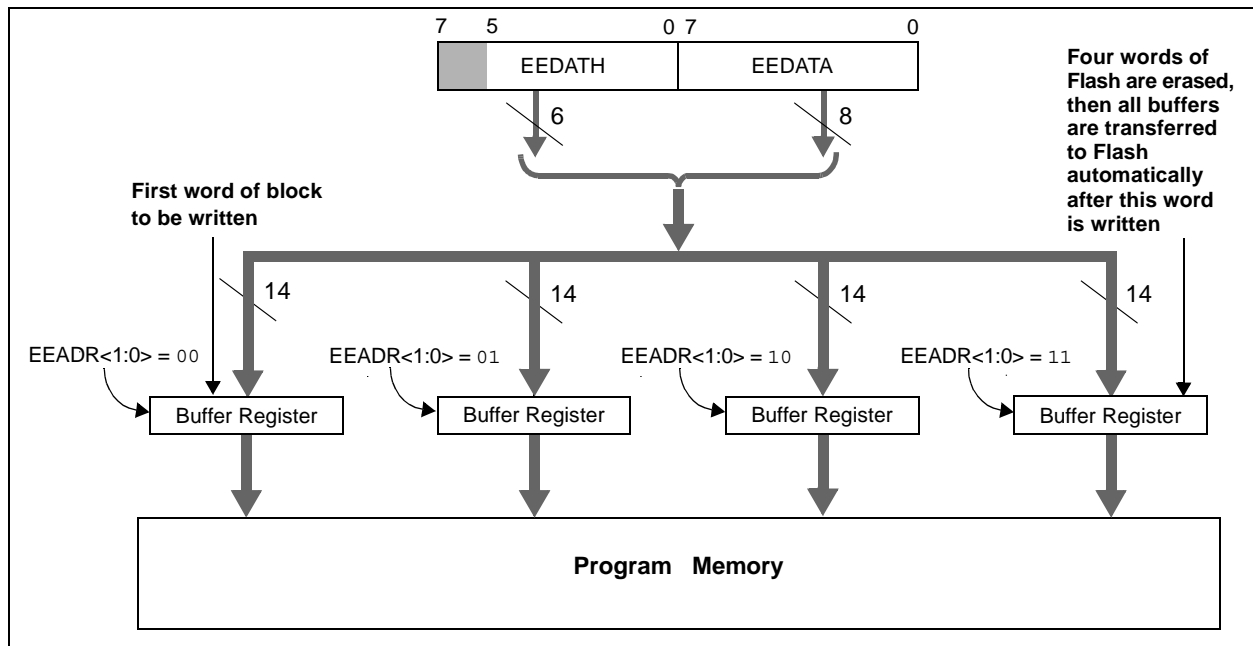 7 5 0 7 0
EEDATH EEDATA
6 8
Four words of
Flash are erased,
then all buffers
are transferred
to Flash
automatically
after this word
is written
First word of block
to be written
14 14 14 14
EEADR<1:0> = 00 EEADR<1:0> = 01 EEADR<1:0> = 10 EEADR<1:0> = 11
Buffer Register Buffer Register Buffer Register Buffer Register
Program Memory